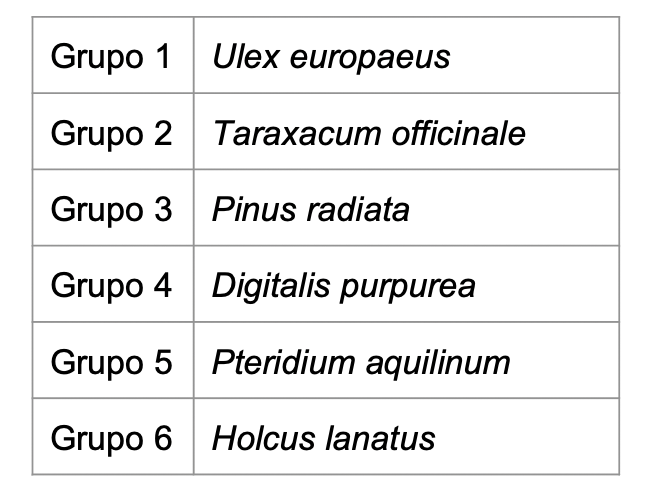 Grupo 1 Ulex europaeus
Grupo 2 Taraxacum officinale
Grupo 3 Pinus radiata
Grupo 4 Digitalis purpurea
Grupo 5 Pteridium aquilinum
Grupo 6 Holcus lanatus